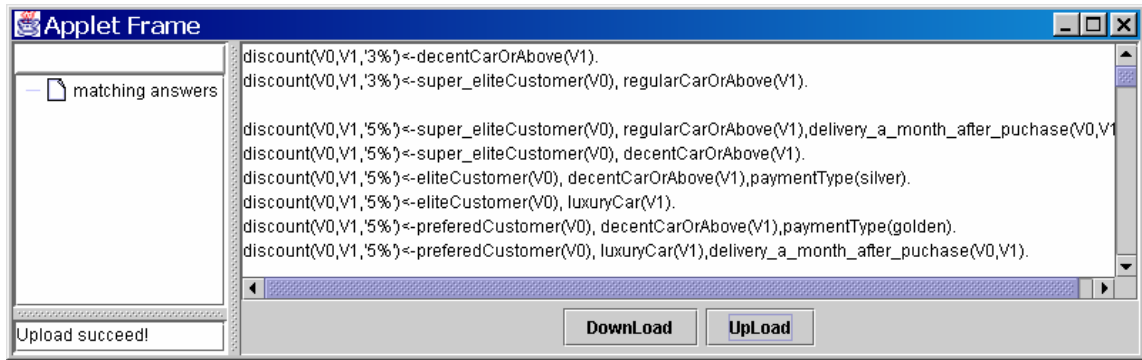 Applet Frame
matching answers
discount(V0,V1,'3%')<-decentCarOrAbove(V1).
discount(V0,V1,'3%')<-super_eliteCustomer(V0), regularCarOrAbove(V1).
discount(V0,V1,'5%')<-super_eliteCustomer(V0), regularCarOrAbove(V1),delivery_a_month_after_puchase(V0,V1
discount(V0,V1,'5%')<-super_eliteCustomer(V0), decentCarOrAbove(V1).
discount(V0,V1,'5%')<-eliteCustomer(V0), decentCarOrAbove(V1),paymentType(silver).
discount(V0,V1,'5%')<-eliteCustomer(V0), luxuryCar(V1).
discount(V0,V1,'5%')<-preferedCustomer(V0), decentCarOrAbove(V1),paymentType(golden).
discount(V0,V1,'5%')<-preferedCustomer(V0), luxuryCar(V1),delivery_a_month_after_puchase(V0,V1).
Upload succeed!
DownLoad UpLoad